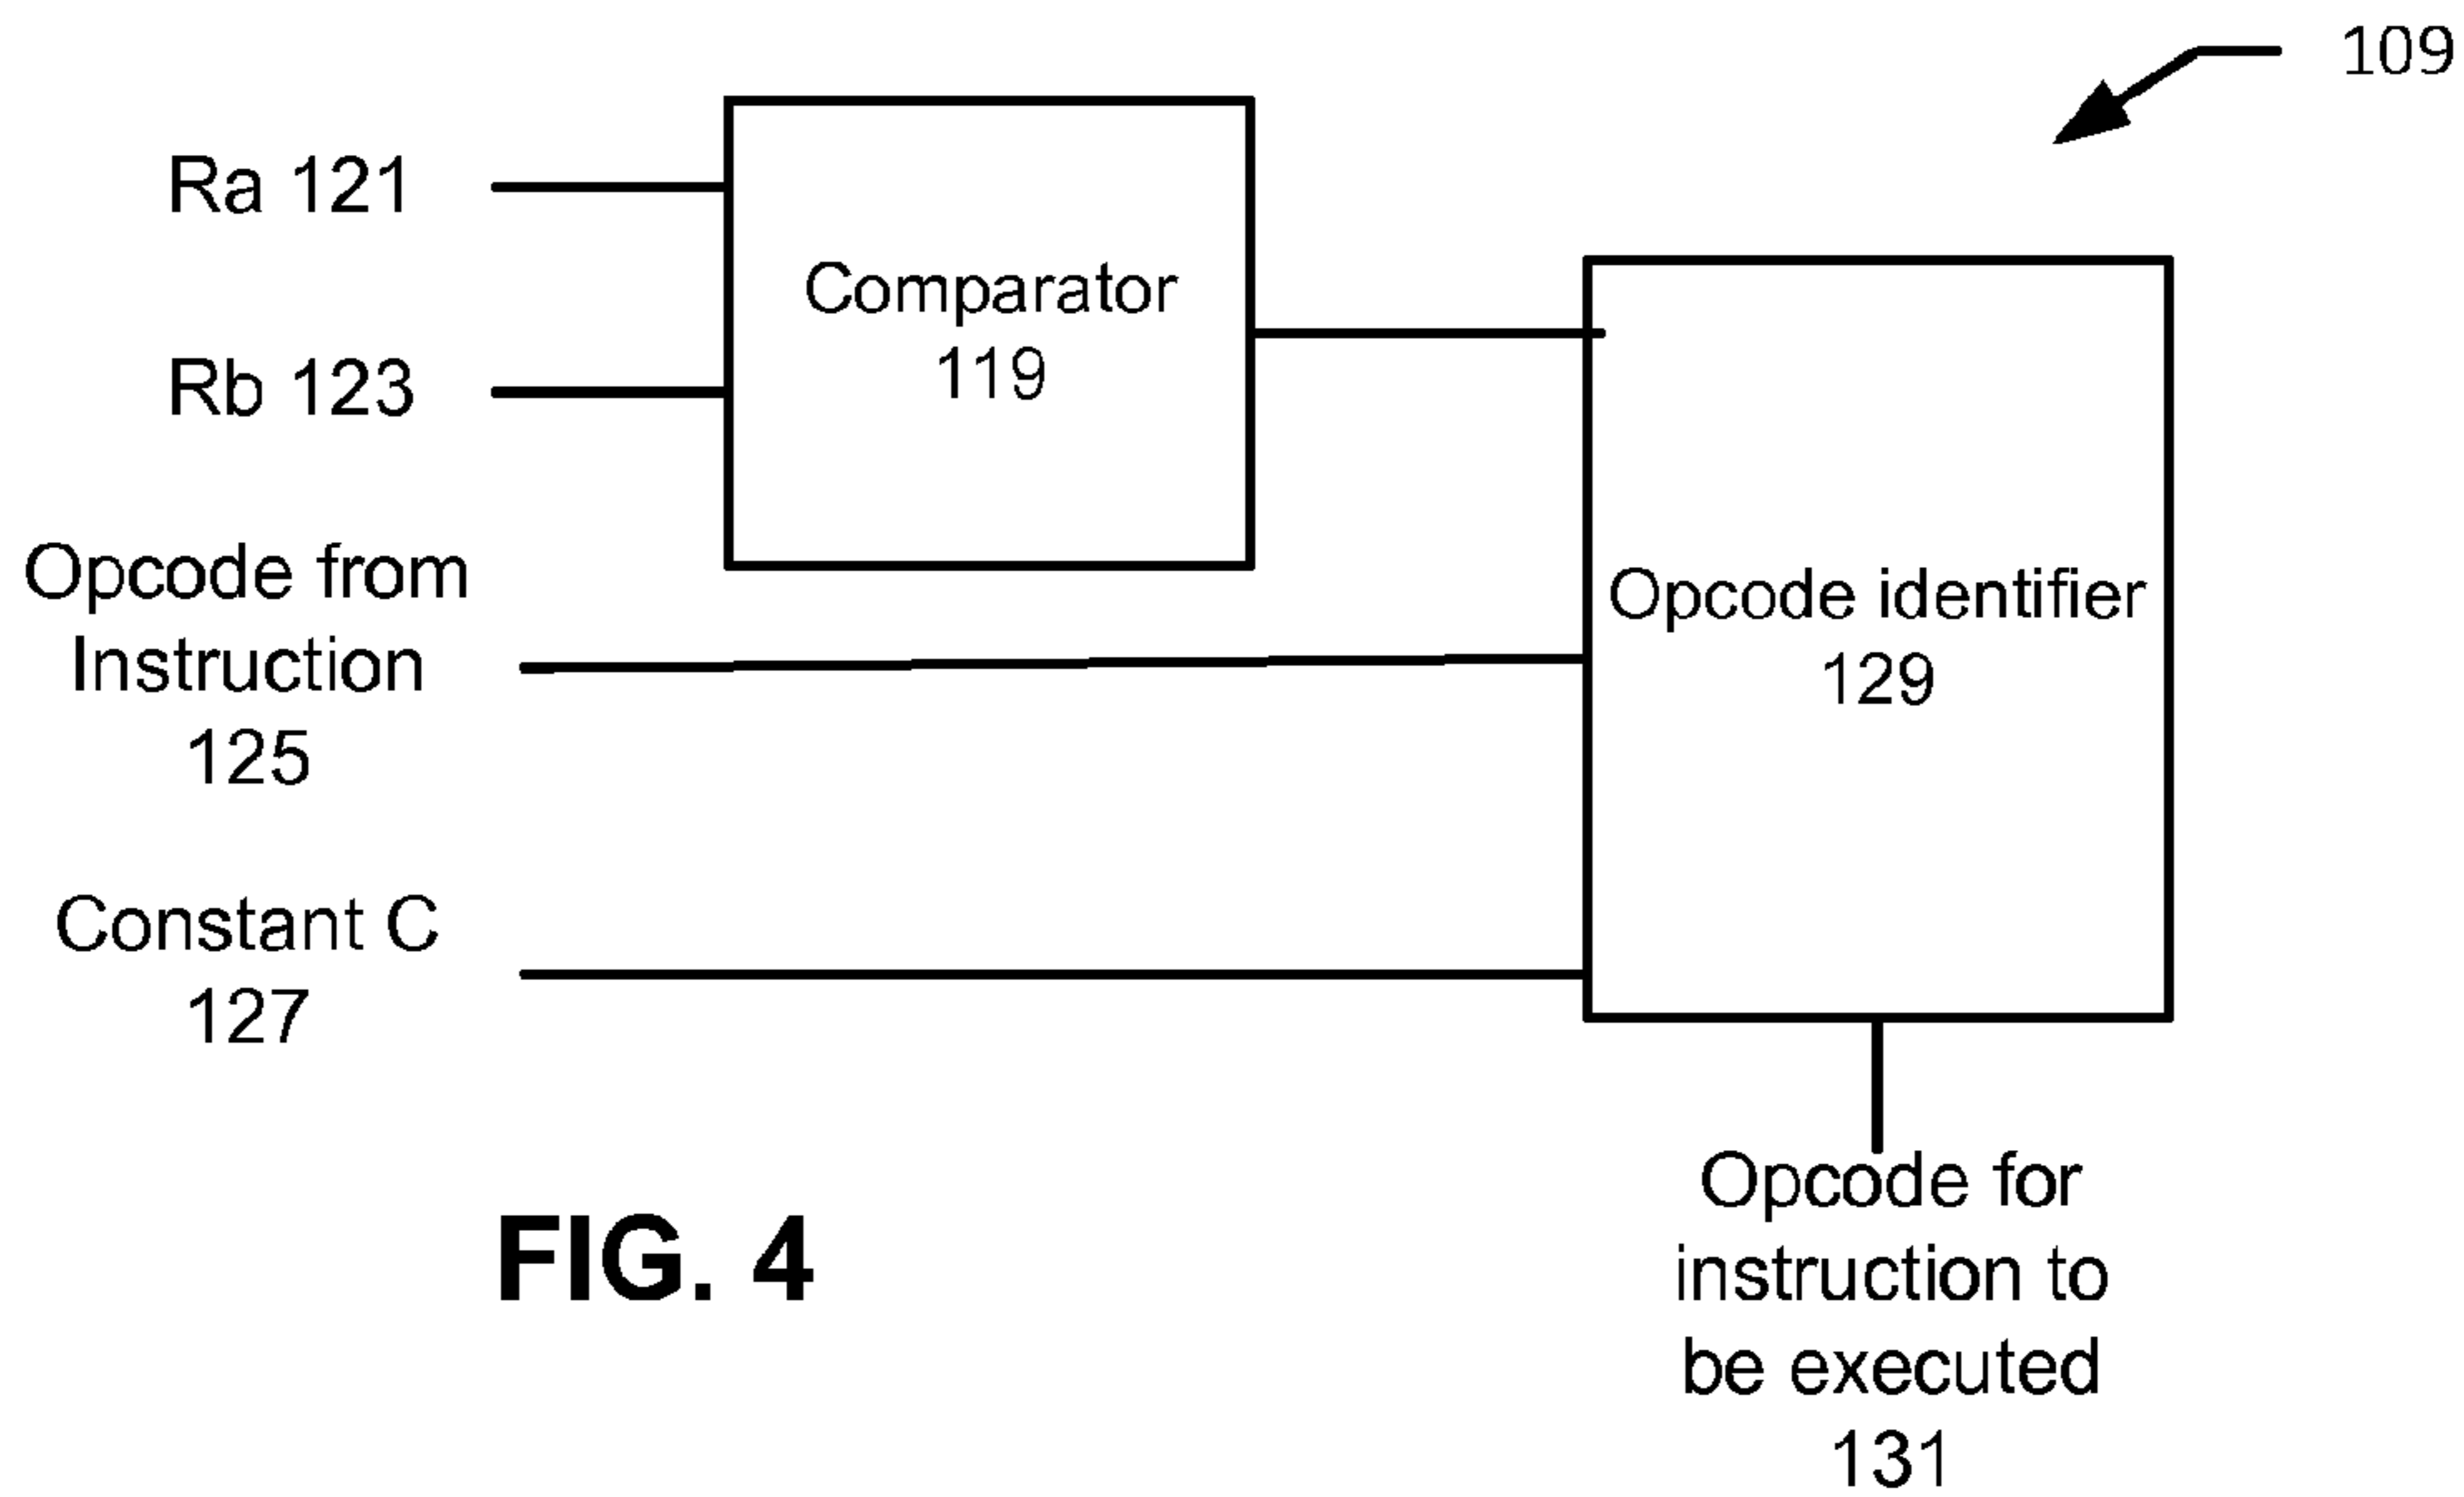 109
Ra 121
Comparator
119
Rb 123
Opcode from
Instruction
125
Opcode identifier
129
Constant C
127
Opcode for
instruction to
be executed
131
FIG. 4